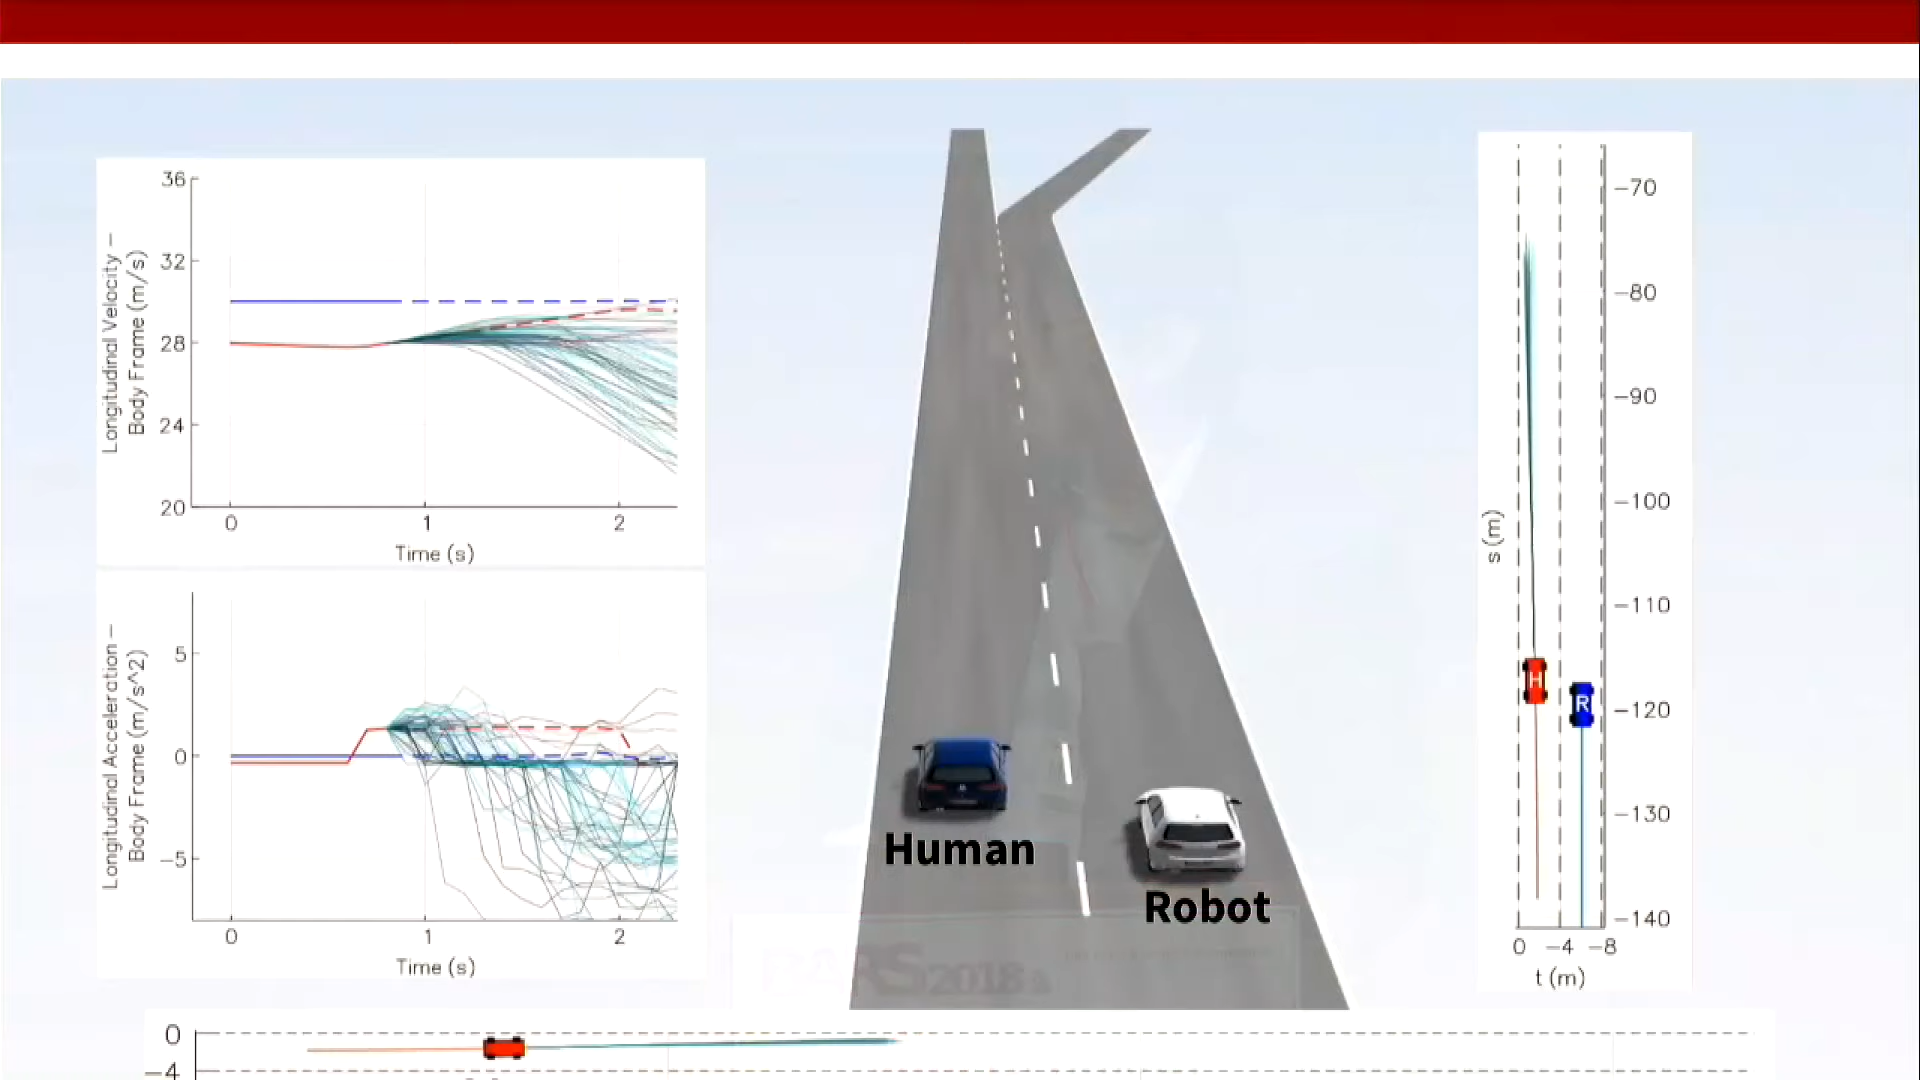 36
32
28
24
20
Longitudinal Velocity –
Body Frame (m/s)
0 1 2
Time (s)
5
0
–5
Longitudinal Acceleration –
Body Frame (m/s^2)
0 1 2
Time (s)
Human
Robot
2018
–70
–80
–90
–100
–110
–120
–130
–140
s (m)
H
R
0 –4 –8
t (m)
0
–4